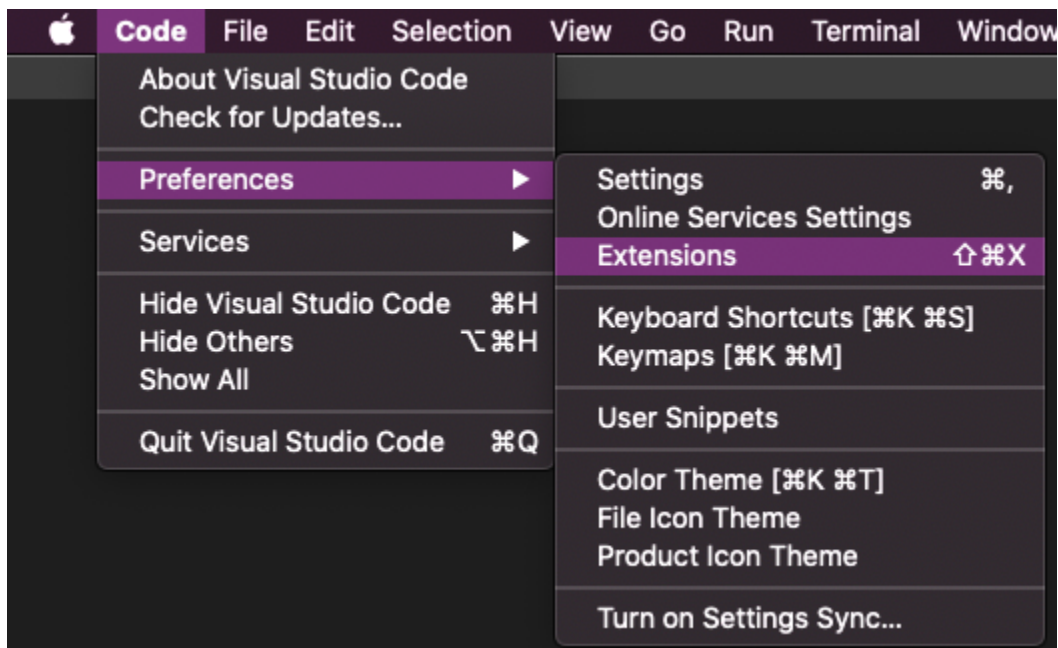 Code File Edit Selection View Go Run Terminal Window
About Visual Studio Code
Check for Updates...
Preferences ▶
Services ▶
Hide Visual Studio Code ⌘H
Hide Others ⌥⌘H
Show All
Quit Visual Studio Code ⌘Q
Settings ⌘,
Online Services Settings
Extensions ⇧⌘X
Keyboard Shortcuts [⌘K ⌘S]
Keymaps [⌘K ⌘M]
User Snippets
Color Theme [⌘K ⌘T]
File Icon Theme
Product Icon Theme
Turn on Settings Sync...